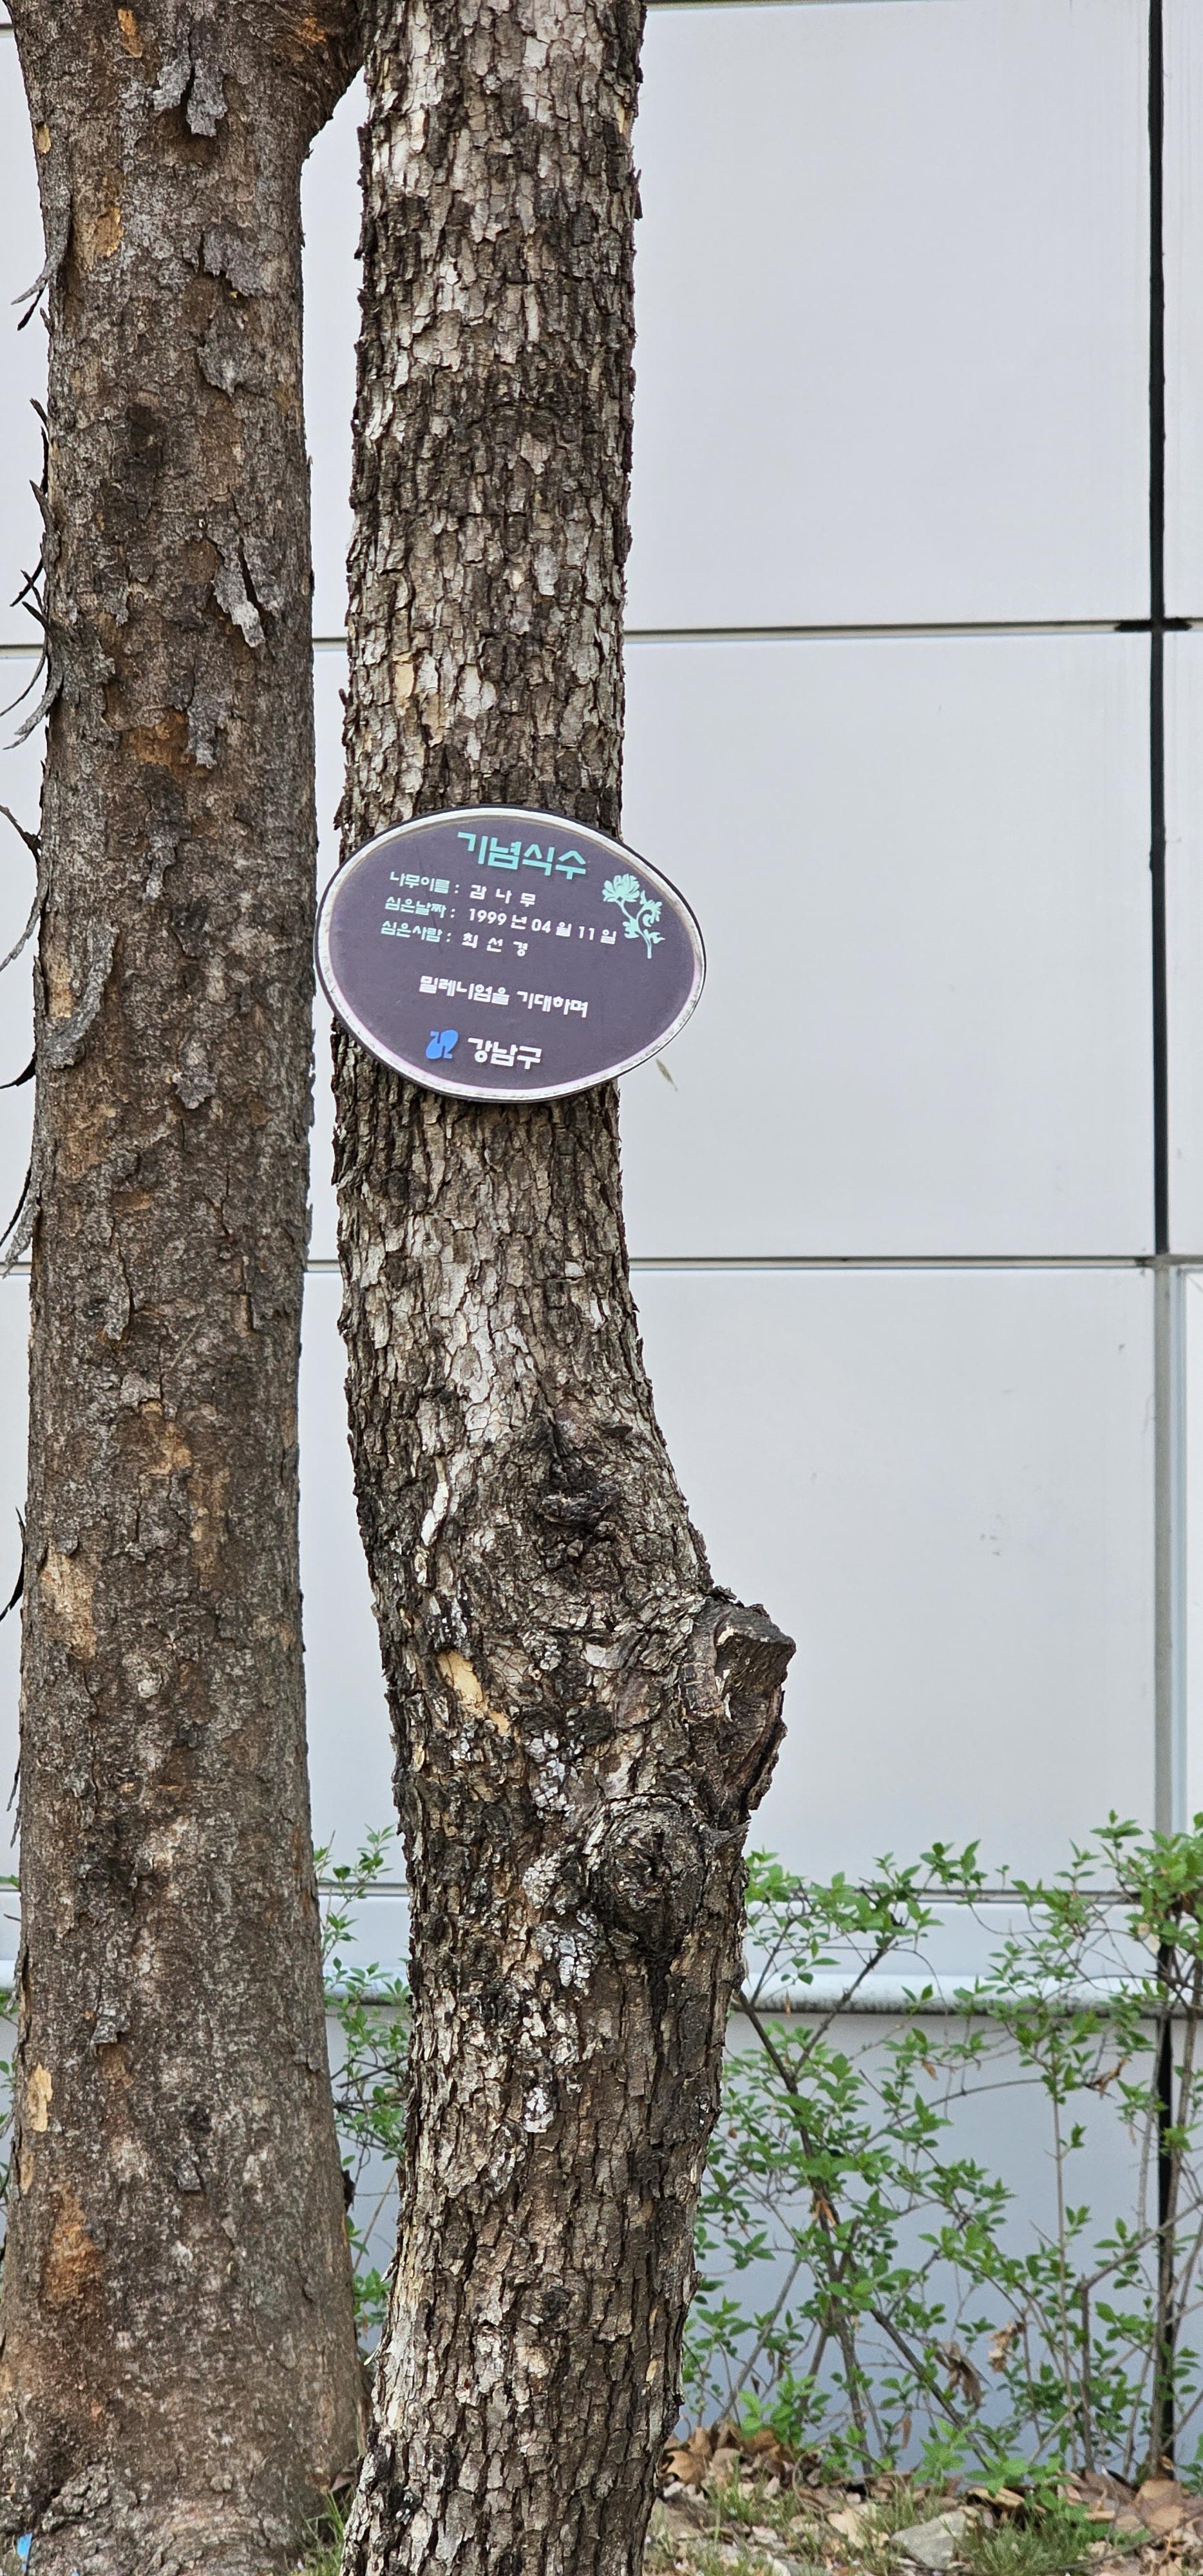 기념식수
나무이름 : 감 나 무
심은날짜 : 1999 년 04 월 11 일
심은사람 : 최 선 경
밀레니엄을 기대하며
강남구